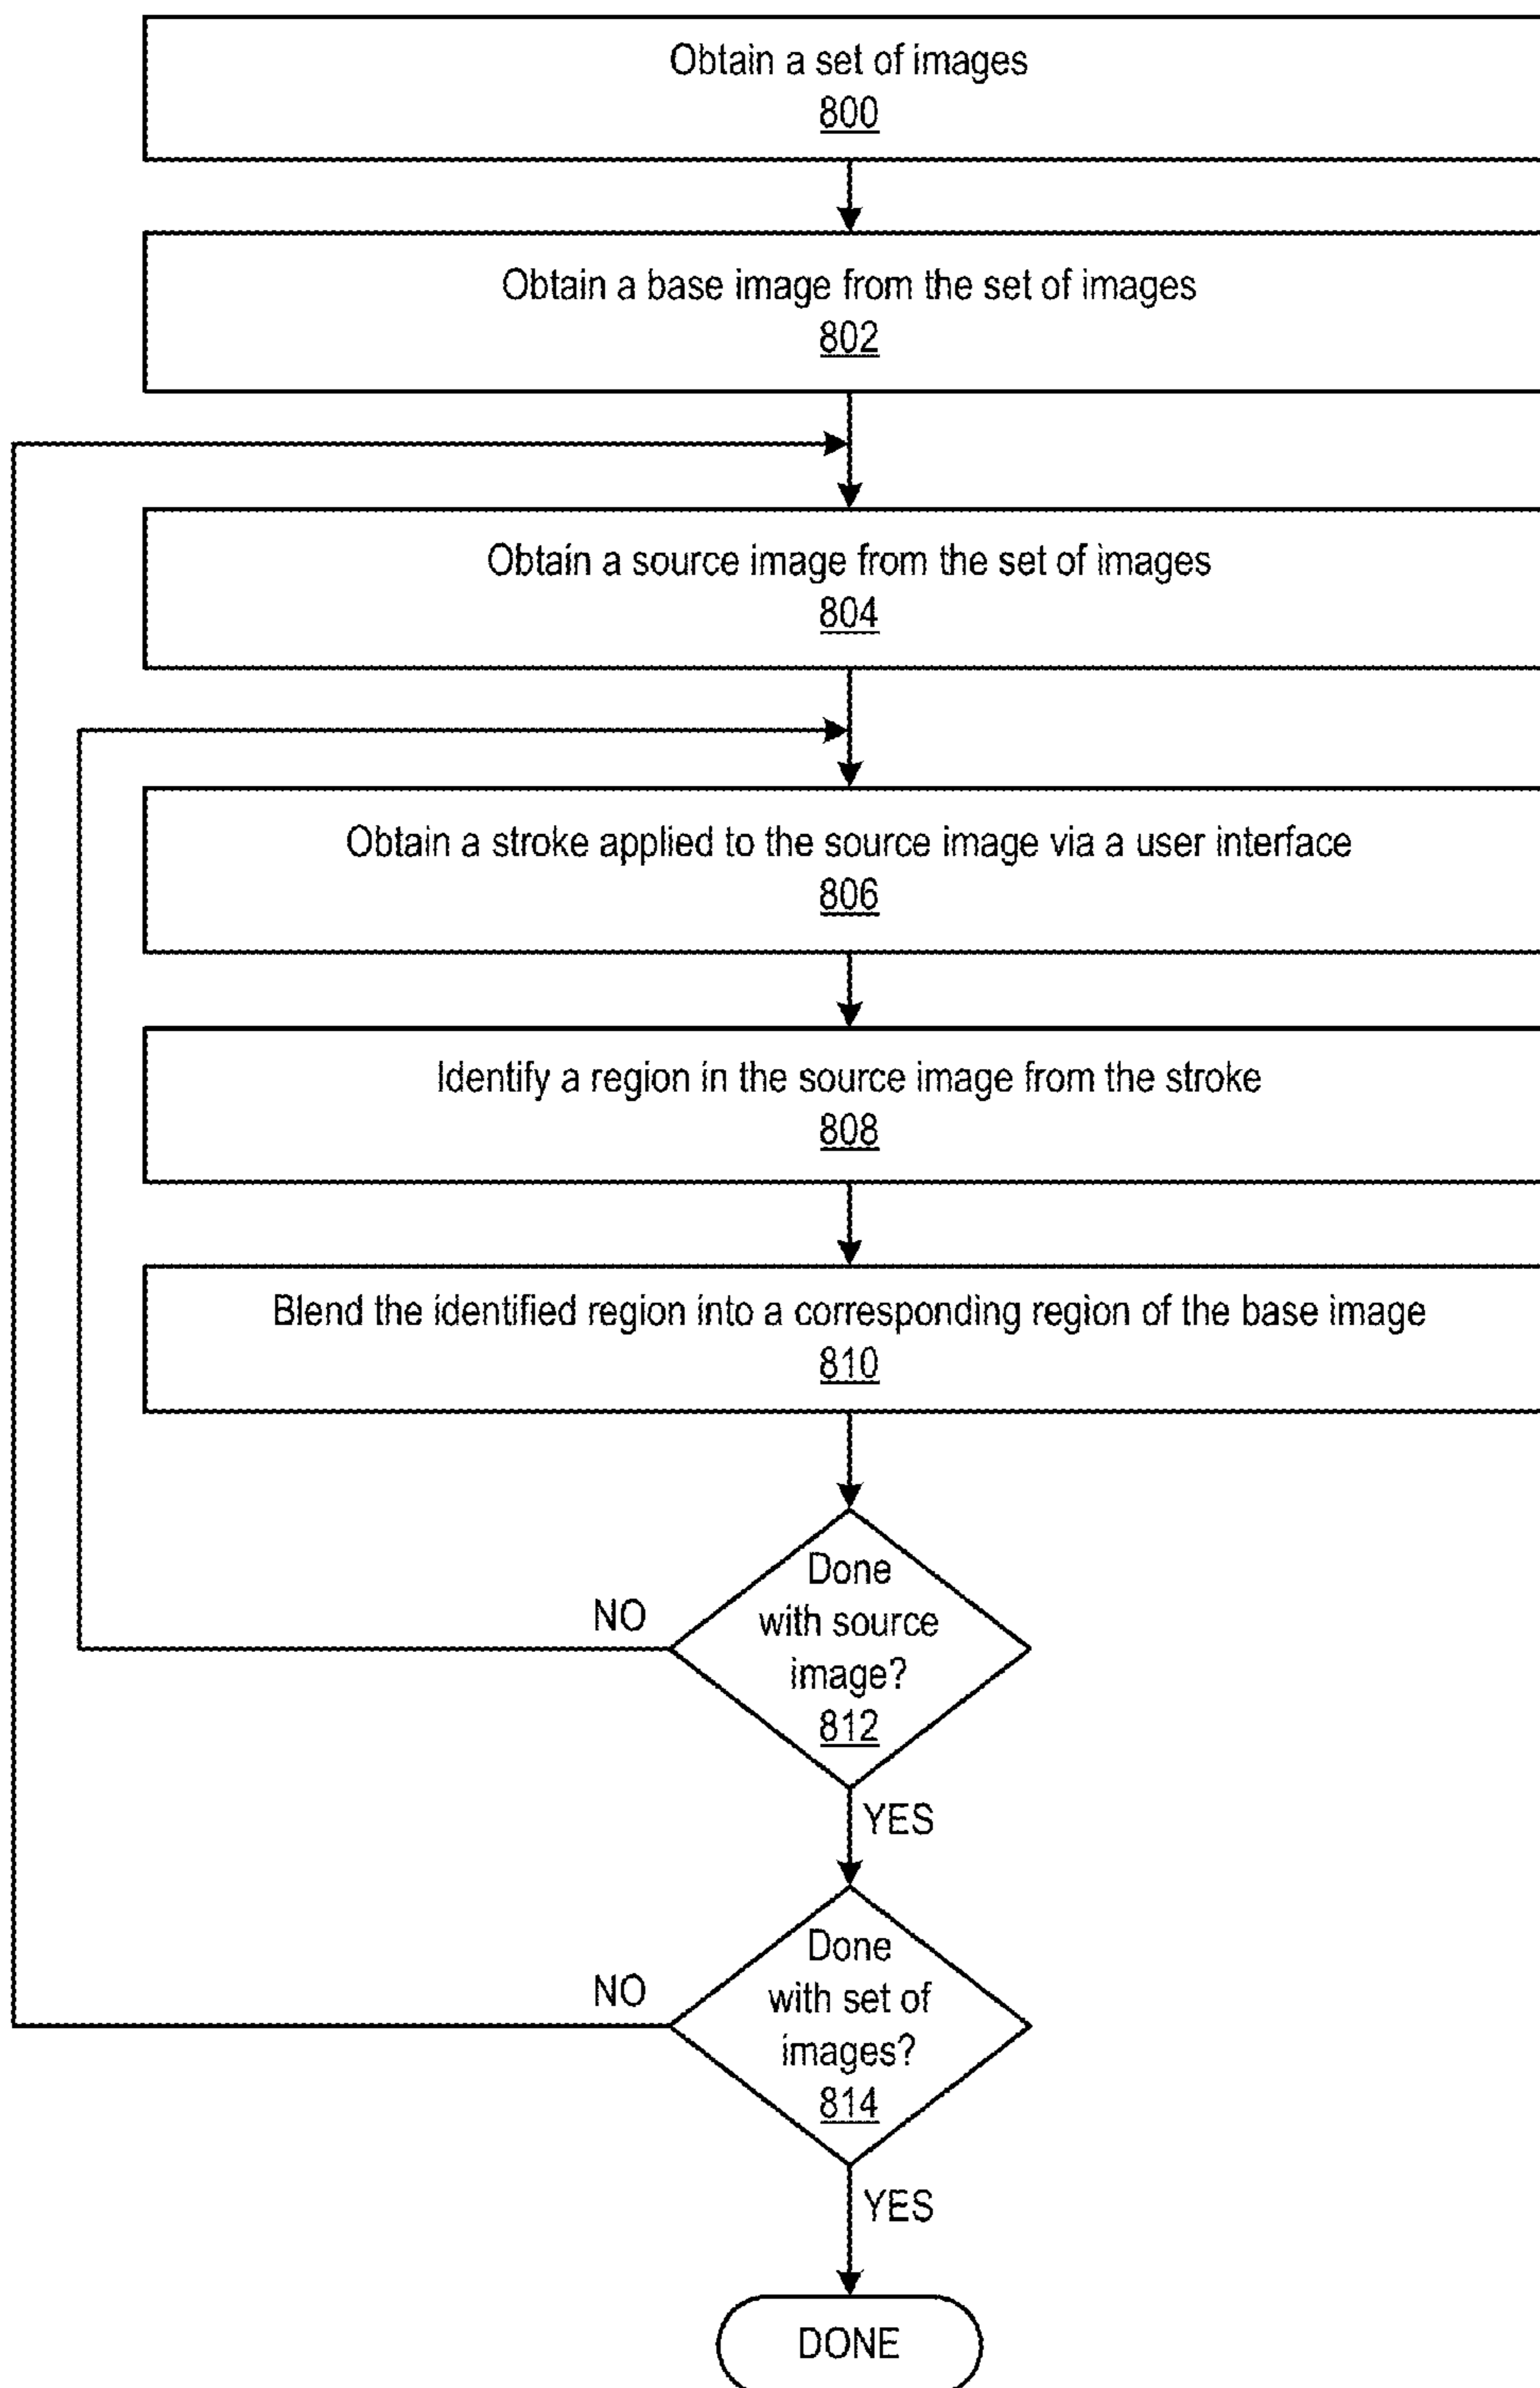 Obtain a set of images
800
Obtain a base image from the set of images
802
Obtain a source image from the set of images
804
Obtain a stroke applied to the source image via a user interface
806
Identify a region in the source image from the stroke
808
Blend the identified region into a corresponding region of the base image
810
Done
with source
image?
812
NO
YES
Done
with set of
images?
814
NO
YES
DONE